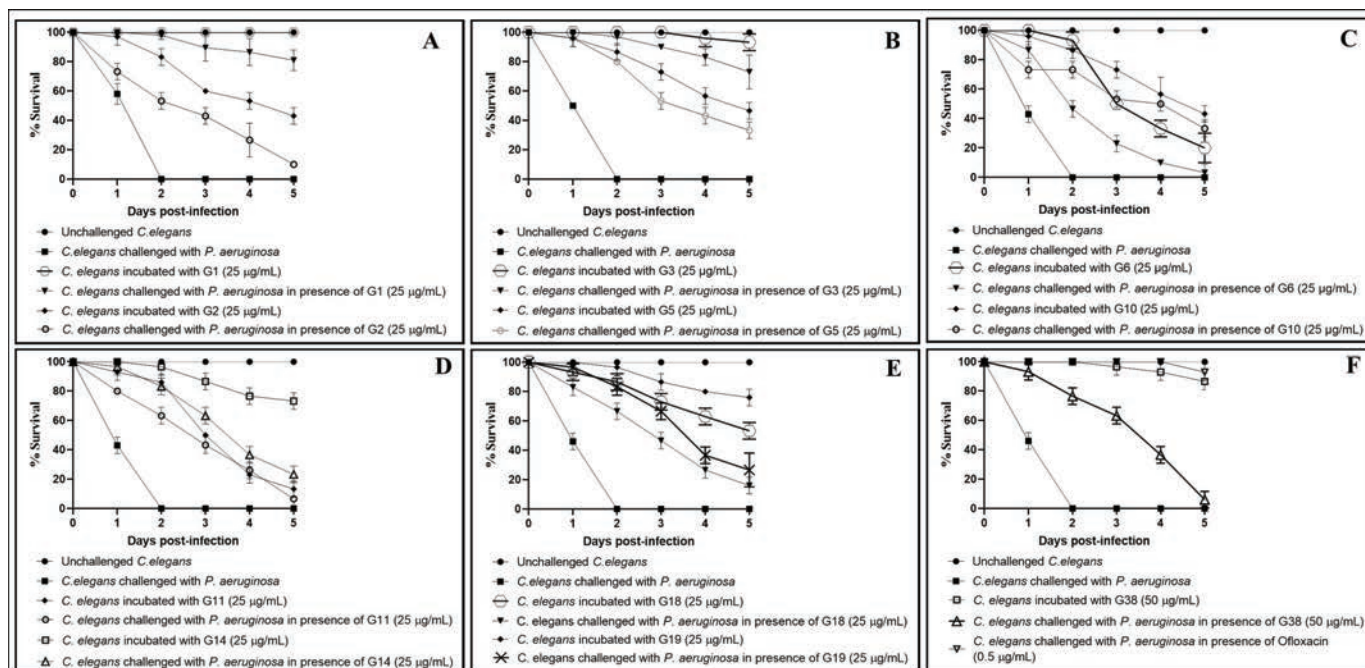 A
% Survival
100
80
60
40
20
0
0 1 2 3 4 5
Days post-infection
Unchallenged C.elegans
C.elegans challenged with P. aeruginosa
C. elegans incubated with G1 (25 µg/mL)
C. elegans challenged with P. aeruginosa in presence of G1 (25 µg/mL)
C. elegans incubated with G2 (25 µg/mL)
C. elegans challenged with P. aeruginosa in presence of G2 (25 µg/mL)
B
% Survival
100
80
60
40
20
0
0 1 2 3 4 5
Days post-infection
Unchallenged C.elegans
C.elegans challenged with P. aeruginosa
C. elegans incubated with G3 (25 µg/mL)
C. elegans challenged with P. aeruginosa in presence of G3 (25 µg/mL)
C. elegans incubated with G5 (25 µg/mL)
C. elegans challenged with P. aeruginosa in presence of G5 (25 µg/mL)
C
% Survival
100
80
60
40
20
0
0 1 2 3 4 5
Days post-infection
Unchallenged C.elegans
C.elegans challenged with P. aeruginosa
C. elegans incubated with G6 (25 µg/mL)
C. elegans challenged with P. aeruginosa in presence of G6 (25 µg/mL)
C. elegans incubated with G10 (25 µg/mL)
C. elegans challenged with P. aeruginosa in presence of G10 (25 µg/mL)
D
% Survival
100
80
60
40
20
0
0 1 2 3 4 5
Days post-infection
Unchallenged C.elegans
C.elegans challenged with P. aeruginosa
C. elegans incubated with G11 (25 µg/mL)
C. elegans challenged with P. aeruginosa in presence of G11 (25 µg/mL)
C. elegans incubated with G14 (25 µg/mL)
C. elegans challenged with P. aeruginosa in presence of G14 (25 µg/mL)
E
% Survival
100
80
60
40
20
0
0 1 2 3 4 5
Days post-infection
Unchallenged C.elegans
C.elegans challenged with P. aeruginosa
C. elegans incubated with G18 (25 µg/mL)
C. elegans challenged with P. aeruginosa in presence of G18 (25 µg/mL)
C. elegans incubated with G19 (25 µg/mL)
C. elegans challenged with P. aeruginosa in presence of G19 (25 µg/mL)
F
% Survival
100
80
60
40
20
0
0 1 2 3 4 5
Days post-infection
Unchallenged C.elegans
C.elegans challenged with P. aeruginosa
C. elegans incubated with G38 (50 µg/mL)
C. elegans challenged with P. aeruginosa in presence of G38 (50 µg/mL)
C. elegans challenged with P. aeruginosa in presence of Ofloxacin
(0.5 µg/mL)